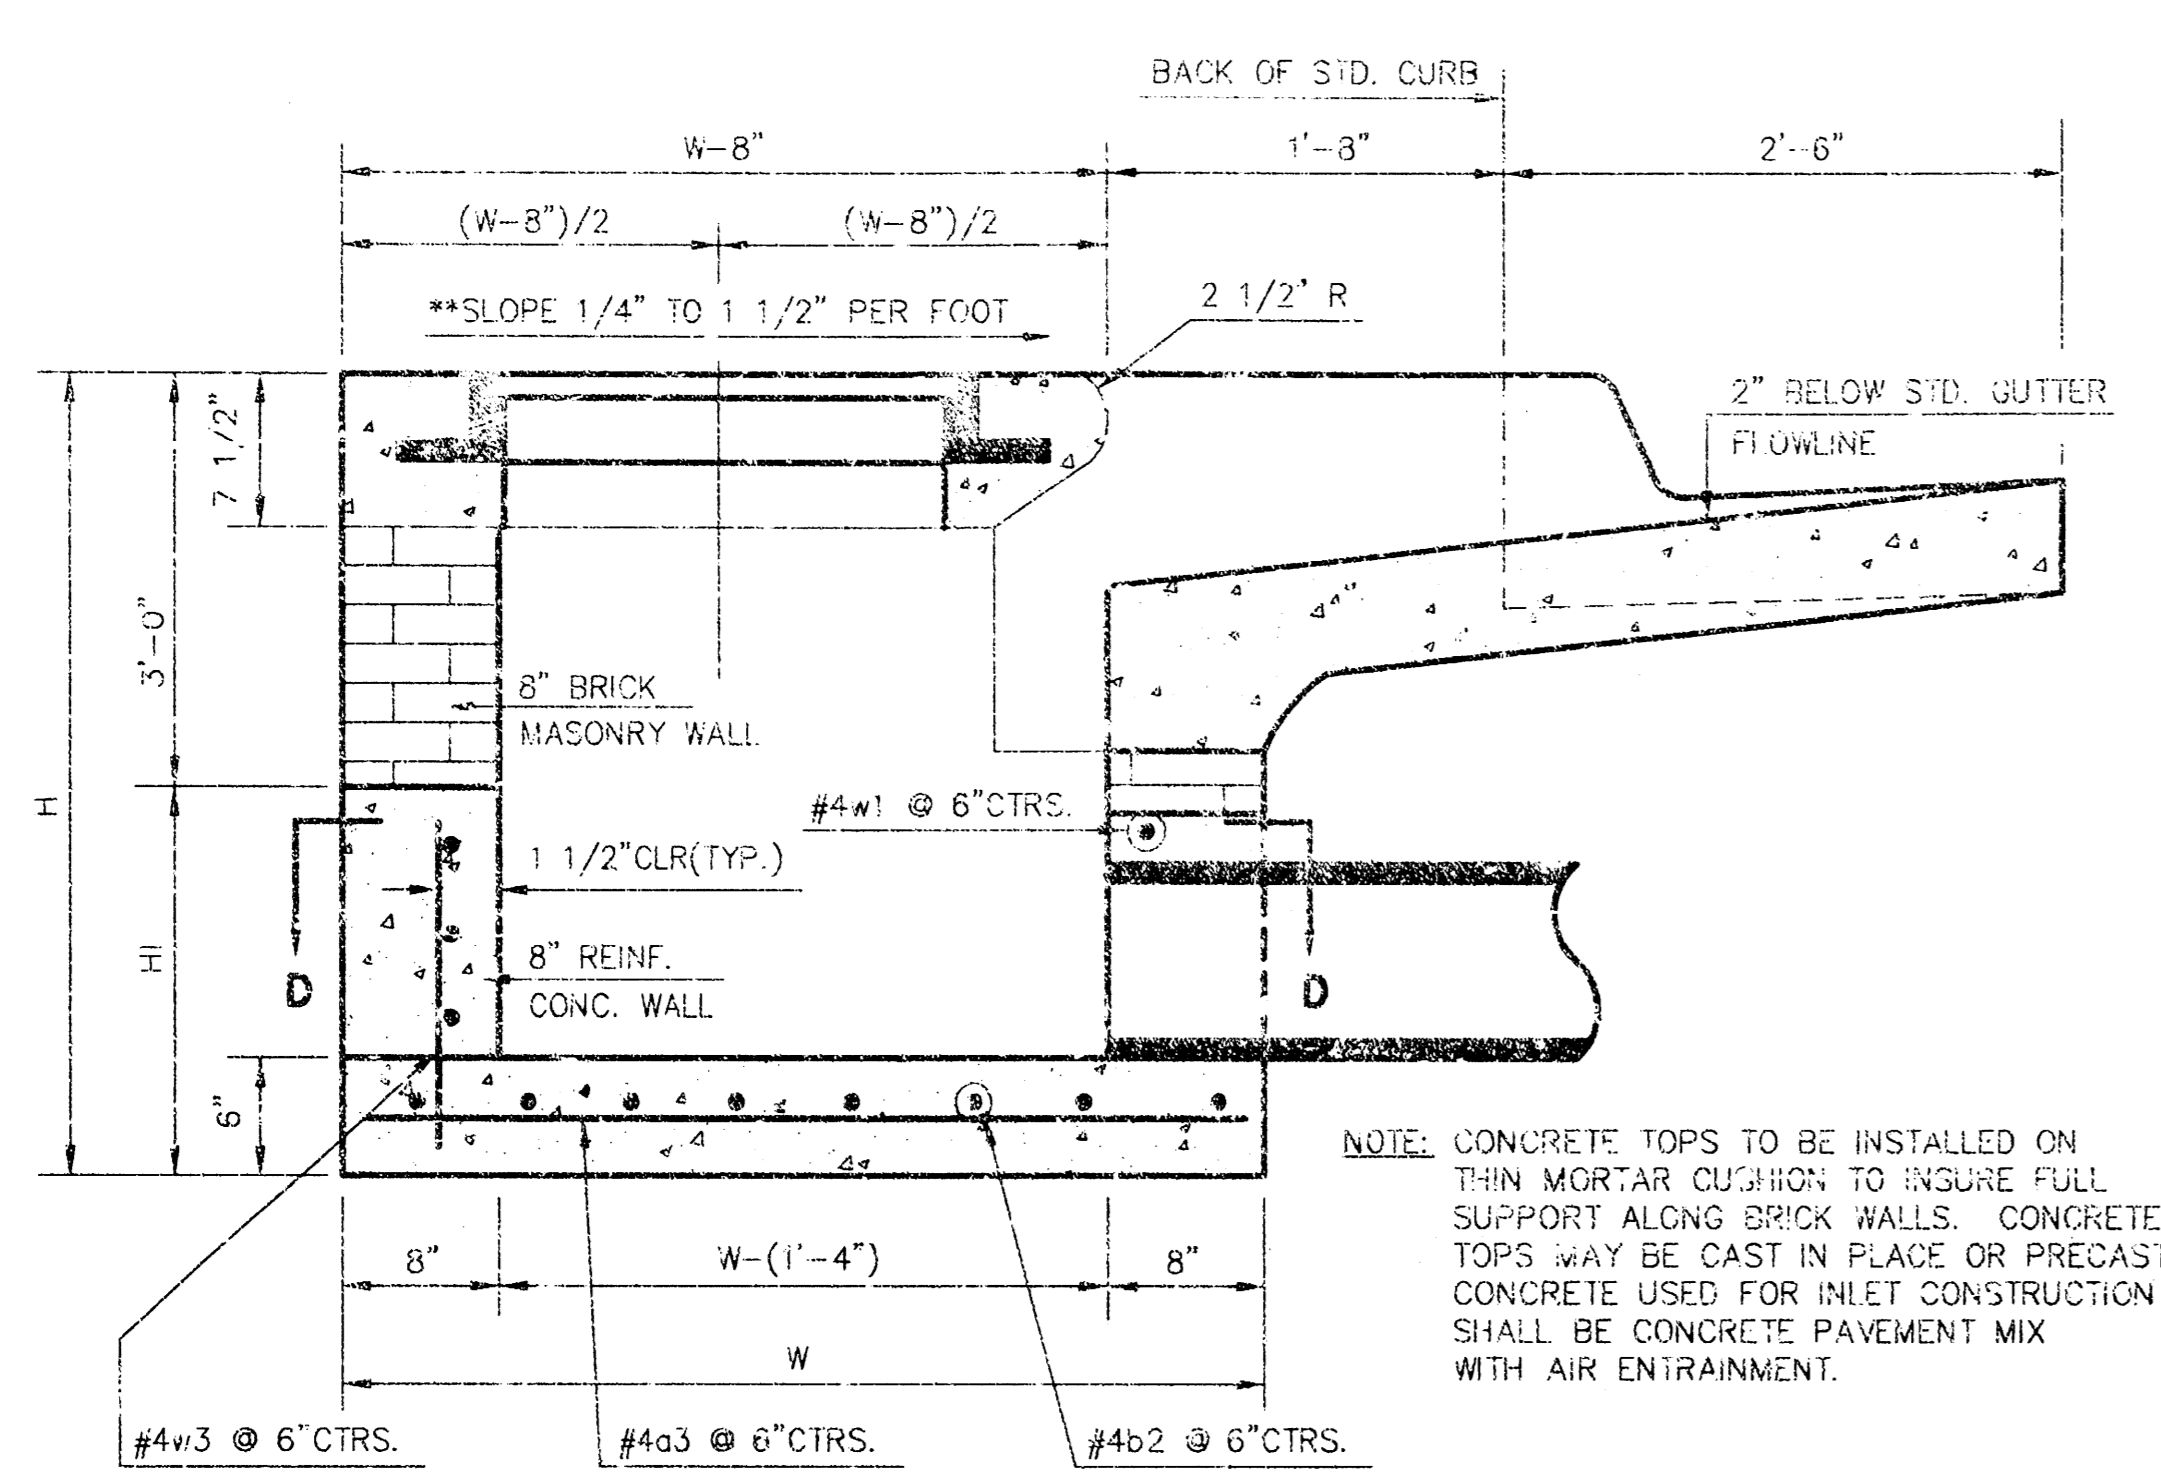 BACK OF STD. CURB
W-8"
1'-8"
2'-6"
(W-8")/2
(W-8")/2
**SLOPE 1/4" TO 1 1/2" PER FOOT
2 1/2" R
2" BELOW STD. GUTTER
FLOWLINE
7 1/2"
3'-0"
H
8" BRICK
MASONRY WALL
#4w1 @ 6"CTRS.
1 1/2"CLR(TYP.)
H1
D
D
8" REINF.
CONC. WALL
6"
NOTE: CONCRETE TOPS TO BE INSTALLED ON
THIN MORTAR CUSHION TO INSURE FULL
SUPPORT ALONG BRICK WALLS. CONCRETE
TOPS MAY BE CAST IN PLACE OR PRECAST
CONCRETE USED FOR INLET CONSTRUCTION
SHALL BE CONCRETE PAVEMENT MIX
WITH AIR ENTRAINMENT.
8"
W-(1'-4")
8"
W
#4w3 @ 6"CTRS.
#4a3 @ 6"CTRS.
#4b2 @ 6"CTRS.